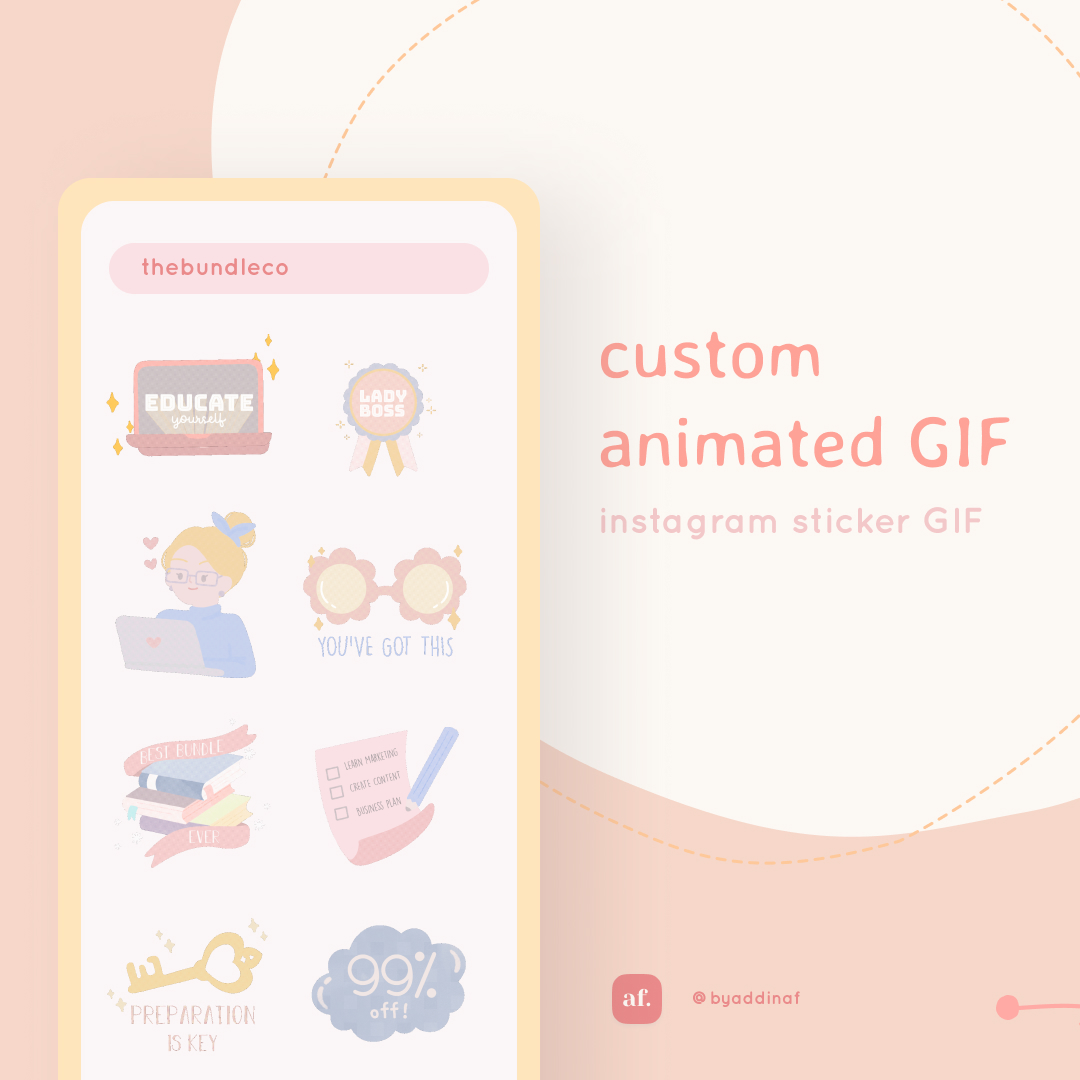 thebundleco
EDUCATE
yourself
LADY
BOSS
YOU'VE GOT THIS
BEST BUNDLE
EVER
LEARN MARKETING
CREATE CONTENT
BUSINESS PLAN
PREPARATION
IS KEY
99%
off!
custom
animated GIF
instagram sticker GIF
af.
@byaddinaf